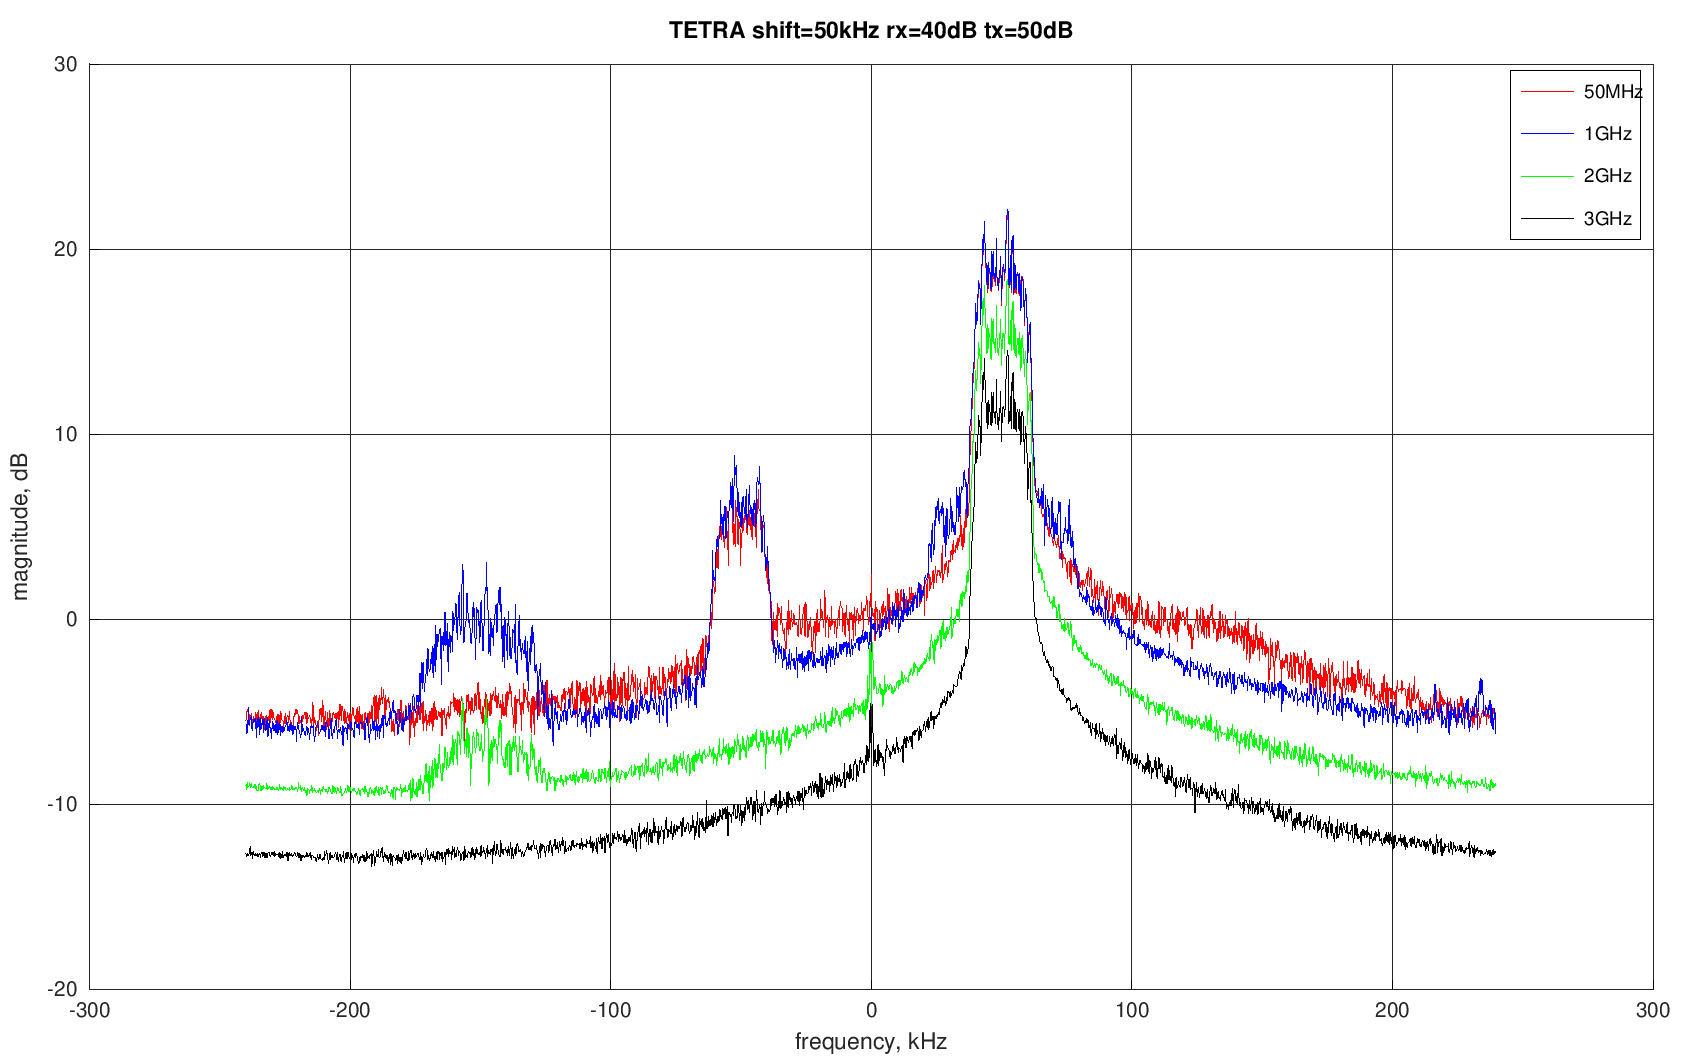 TETRA shift=50kHz rx=40dB tx=50dB
30
20
10
0
-10
-20
magnitude, dB
50MHz
1GHz
2GHz
3GHz
-300
-200
-100
0
100
200
300
frequency, kHz